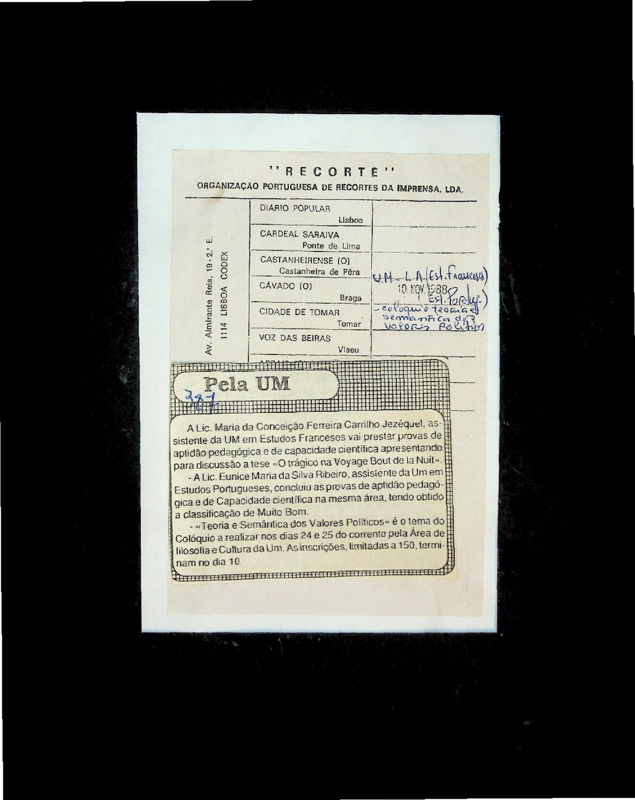 "RECORTE"
ORGANIZAÇÃO PORTUGUESA DE RECORTES DA IMPRENSA, LDA.
Av. Almirante Reis, 19-2.º E.
1114 LISBOA CODEX
DIÁRIO POPULAR
Lisboa
CARDEAL SARAIVA
Ponte de Lima
CASTANHEIRENSE (O)
Castanheira de Pêra
CÁVADO (O)
Braga
CIDADE DE TOMAR
Tomar
VOZ DAS BEIRAS
Viseu
U.M - L.A (Est. Franceses)
10 NOV. 1988
(Est. Portug.)
- colóquio teoria e
semântica dos
valores políticos
Pela UM
387
A Lic. Maria da Conceição Ferreira Carrilho Jezéquel, as-
sistente da UM em Estudos Franceses vai prestar provas de
aptidão pedagógica e de capacidade científica apresentando
para discussão a tese «O trágico na Voyage Bout de la Nuit».
- A Lic. Eunice Maria da Silva Ribeiro, assistente da Um em
Estudos Portugueses, concluiu as provas de aptidão pedagó-
gica e de Capacidade científica na mesma área, tendo obtido
a classificação de Muito Bom.
- «Teoria e Semântica dos Valores Políticos» é o tema do
Colóquio a realizar nos dias 24 e 25 do corrente pela Área de
filosofia e Cultura da Um. As inscrições, limitadas a 150, termi-
nam no dia 10.